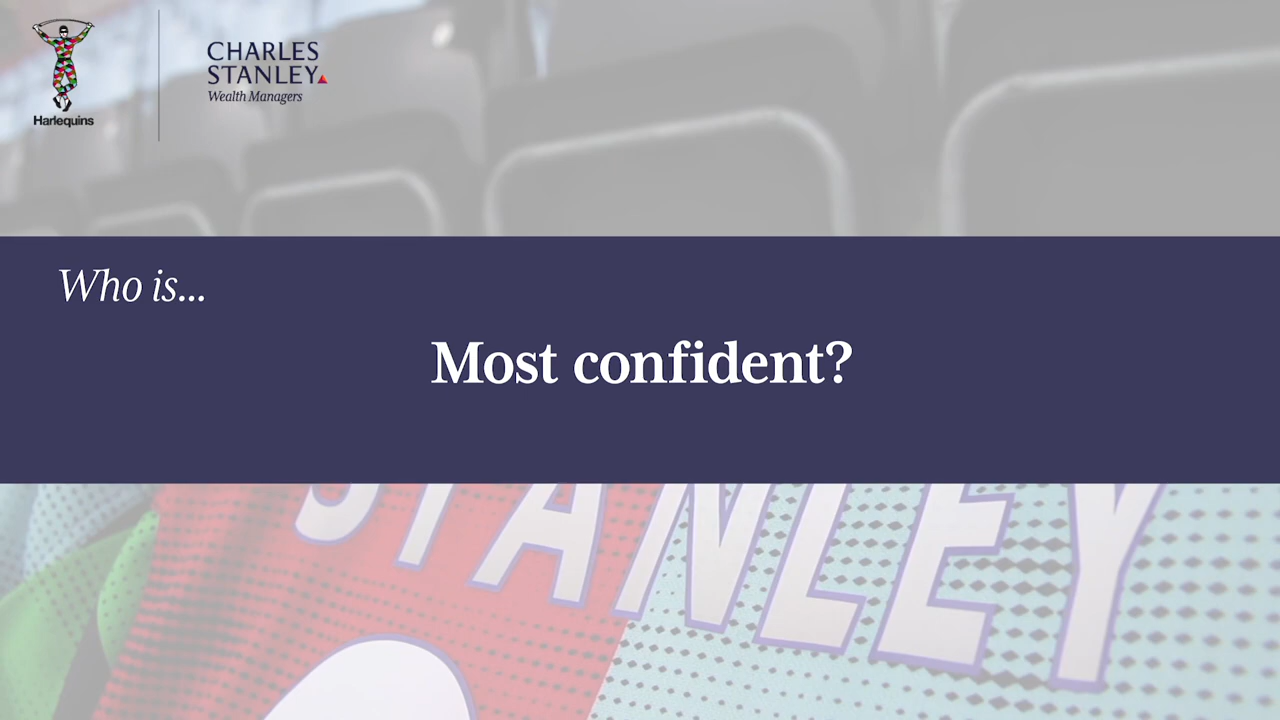 Harlequins
CHARLES
STANLEY
Wealth Managers
Who is...
Most confident?
STANLEY